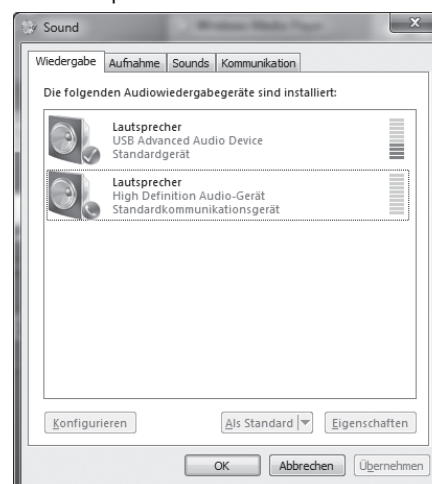 Sound
Windows Media Player
Wiedergabe Aufnahme Sounds Kommunikation
Die folgenden Audiowiedergabegeräte sind installiert:
Lautsprecher
USB Advanced Audio Device
Standardgerät
Lautsprecher
High Definition Audio-Gerät
Standardkommunikationsgerät
Konfigurieren Als Standard Eigenschaften
OK Abbrechen Übernehmen